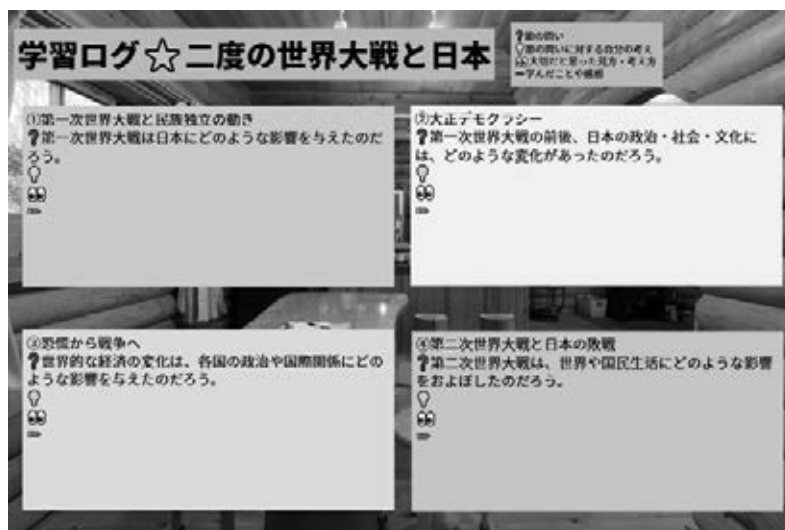 学習ログ☆二度の世界大戦と日本
❓節の問い
💡節の問いに対する自分の考え
👀大切だと思った見方・考え方
✏学んだことや感想
①第一次世界大戦と民族独立の動き
❓第一次世界大戦は日本にどのような影響を与えたのだ
ろう。
💡
👀
✏
②大正デモクラシー
❓第一次世界大戦の前後、日本の政治・社会・文化に
は、どのような変化があったのだろう。
💡
👀
✏
③恐慌から戦争へ
❓世界的な経済の変化は、各国の政治や国際関係にどの
ような影響を与えたのだろう。
💡
👀
✏
④第二次世界大戦と日本の敗戦
❓第二次世界大戦は、世界や国民生活にどのような影響
をおよぼしたのだろう。
💡
👀
✏